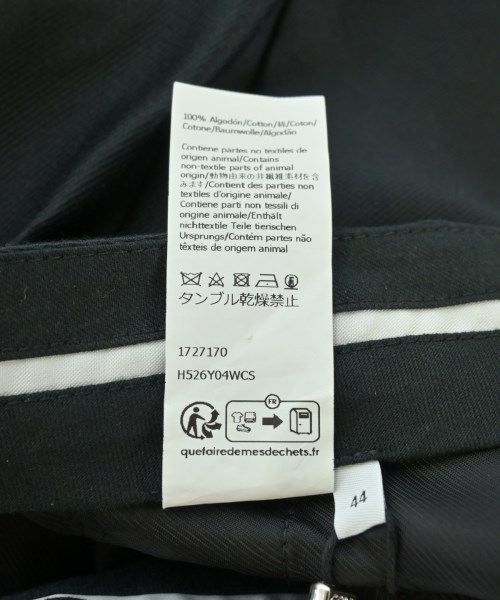 100% Algodón/Cotton/綿/Coton/
Cotone/Baumwolle/Algodão
Contiene partes no textiles de
origen animal/Contains
non-textile parts of animal
origin/動物由来の非繊維素材を含
みます/Contient des parties non
textiles d'origine animale/
Contiene parti non tessili di
origine animale/Enthält
nichttextile Teile tierischen
Ursprungs/Contém partes não
têxteis de origem animal
タンブル乾燥禁止
1727170
H526Y04WCS
FR
quefairedemesdechets.fr
44